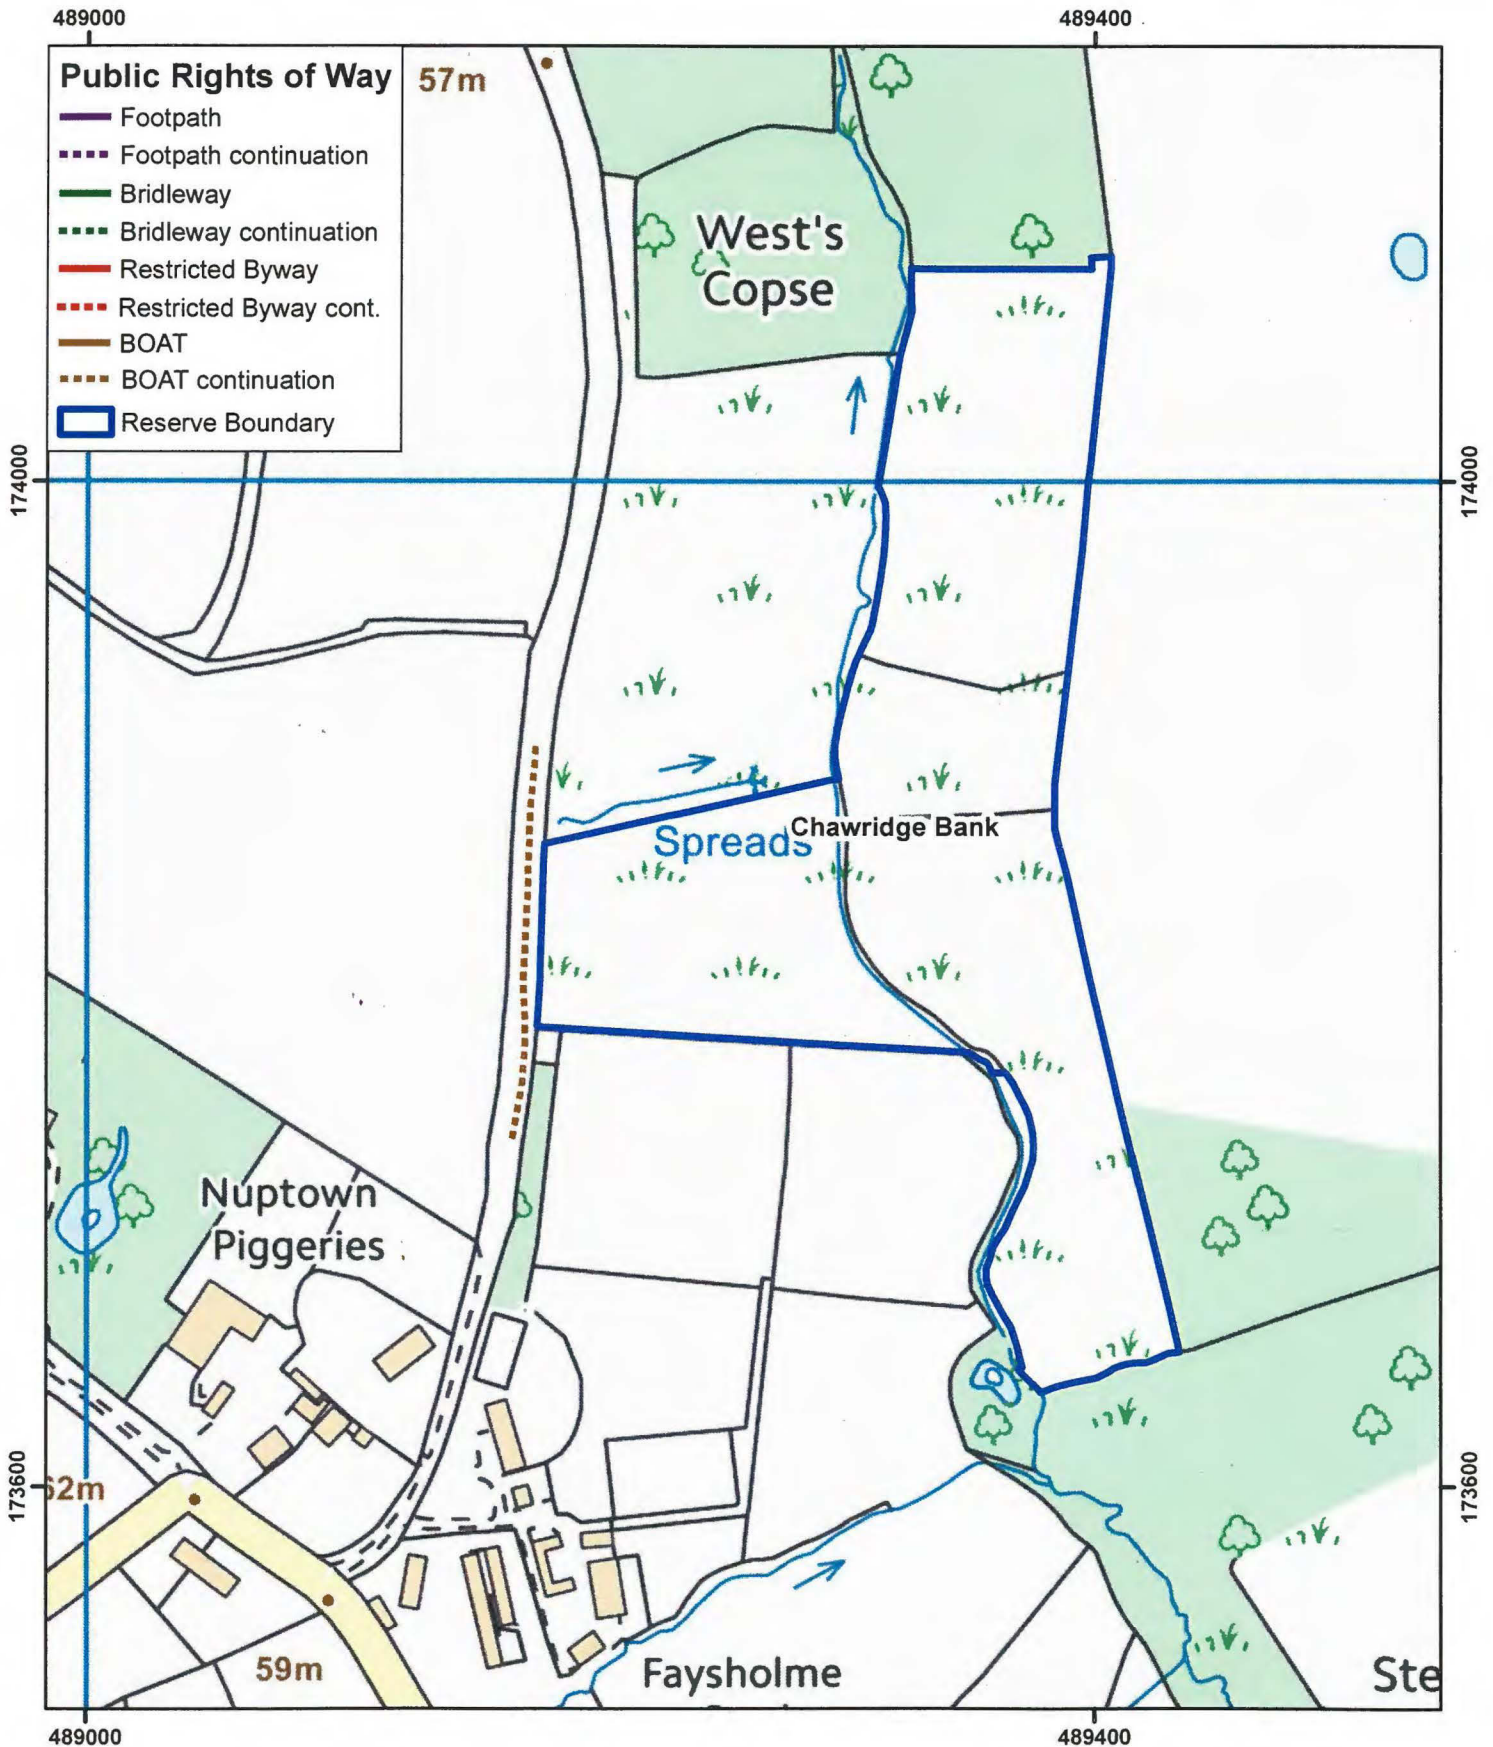 489000
489400
Public Rights of Way
Footpath
Footpath continuation
Bridleway
Bridleway continuation
Restricted Byway
Restricted Byway cont.
BOAT
BOAT continuation
Reserve Boundary
57m
West's
Copse
174000
174000
Spreads
Chawridge Bank
Nuptown
Piggeries
173600
173600
62m
59m
Faysholme
Ste
489000
489400